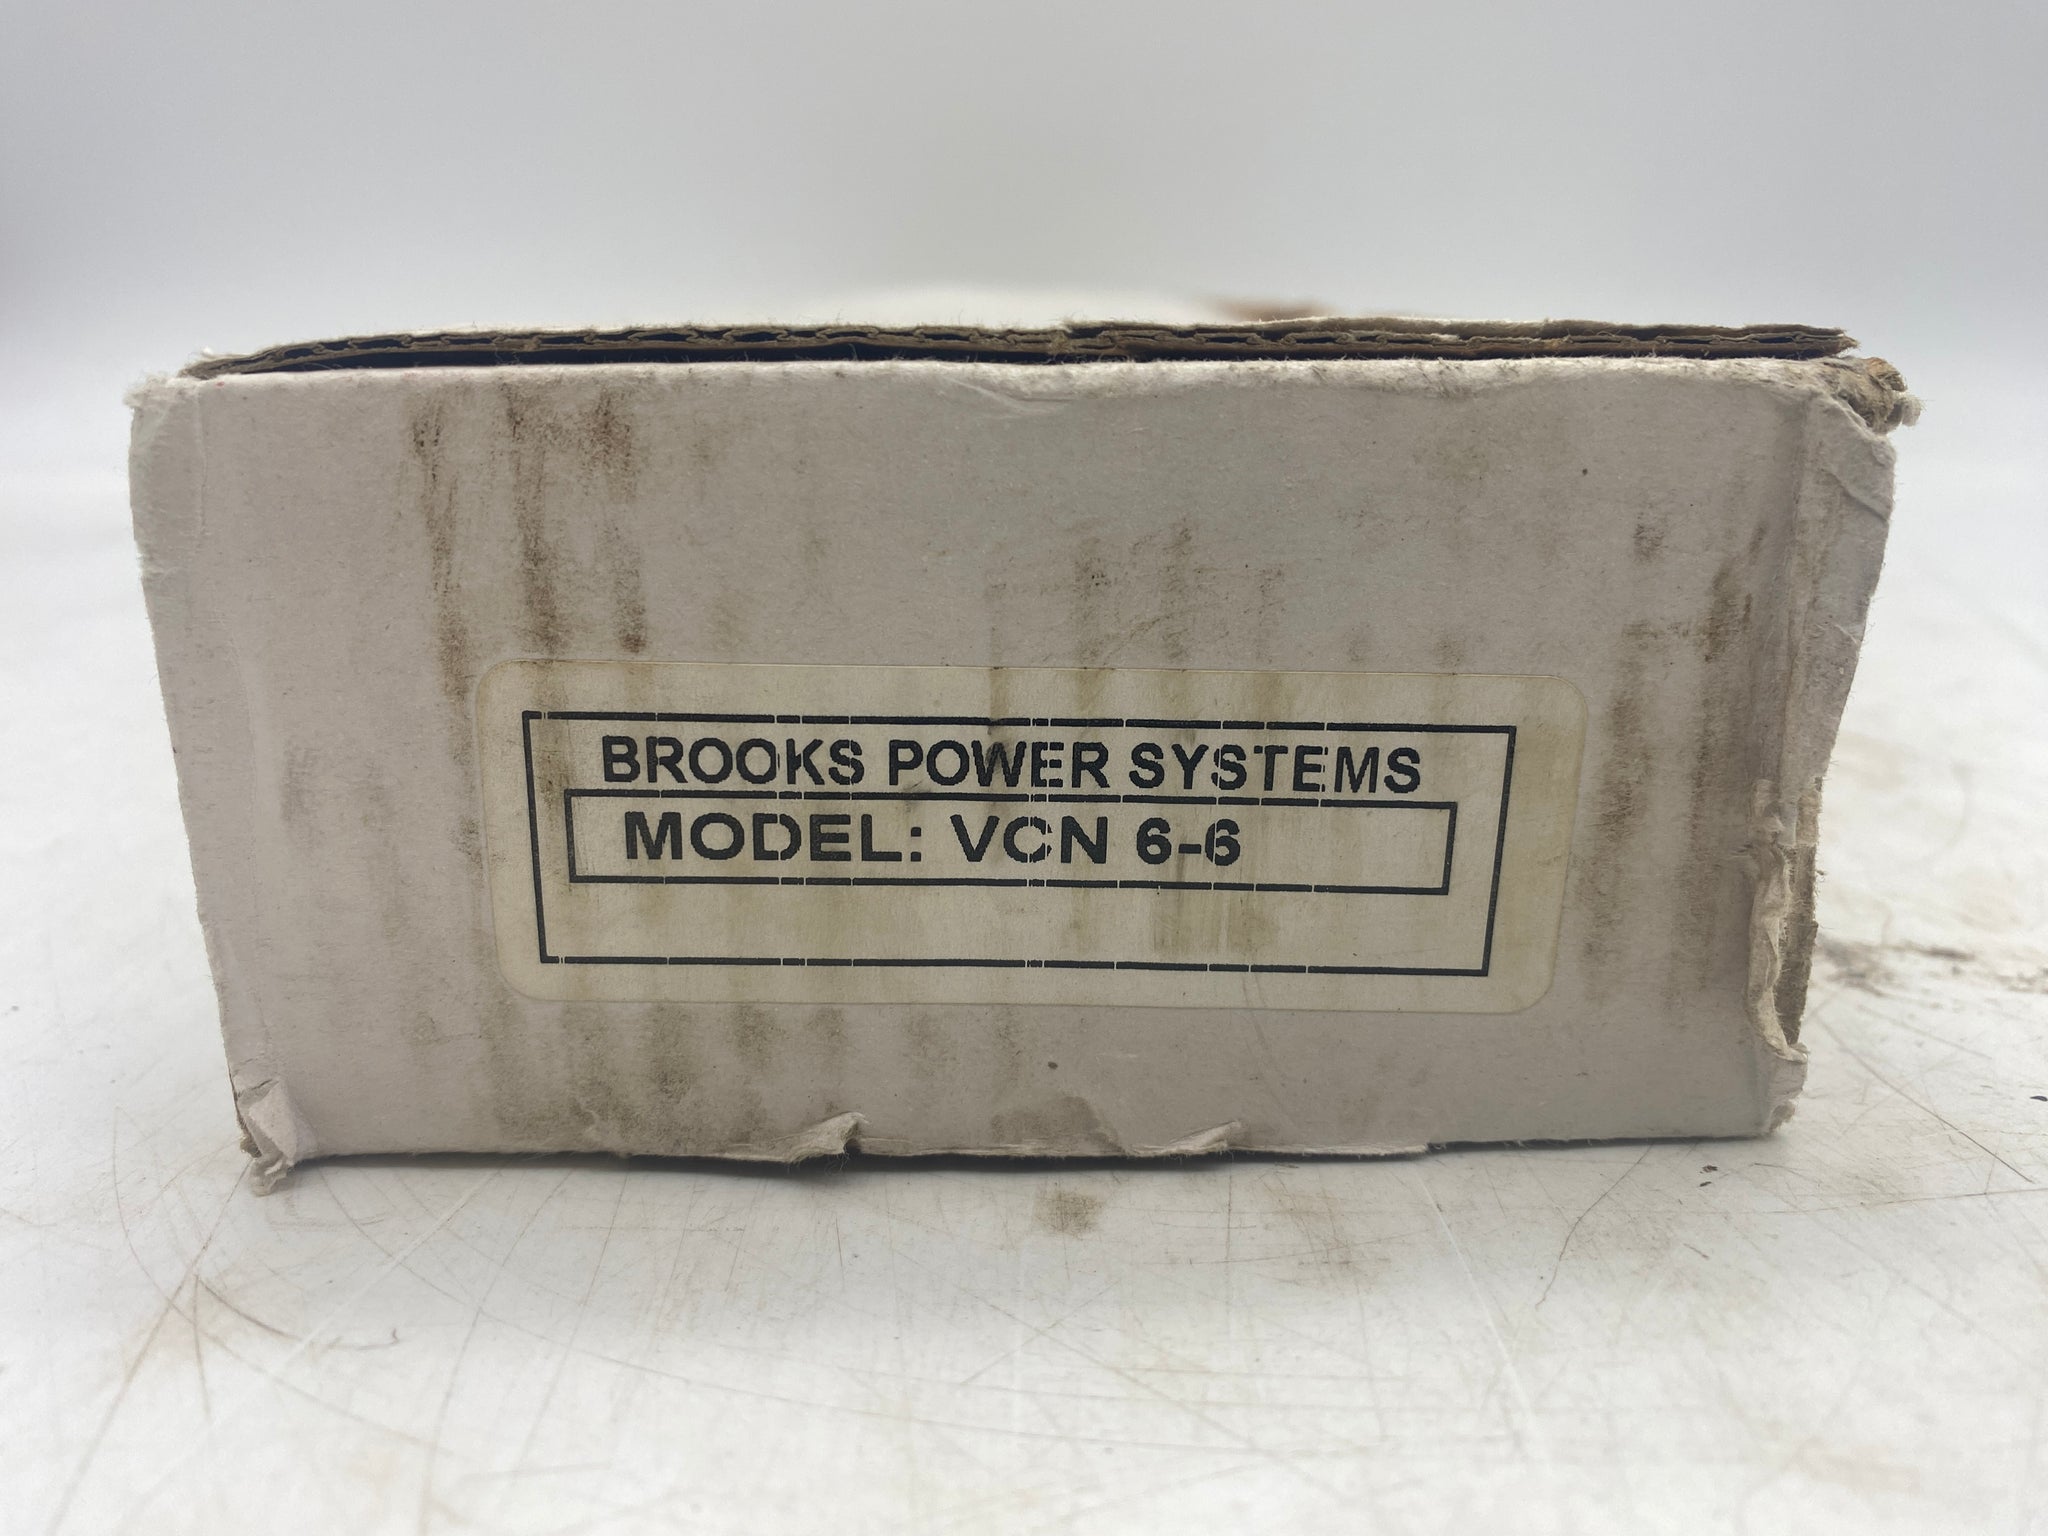 BROOKS POWER SYSTEMS
MODEL: VCN 6-6